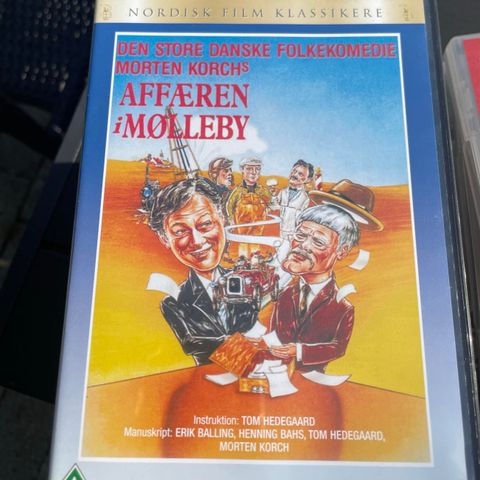 NORDISK FILM KLASSIKERE
DEN STORE DANSKE FOLKEKOMEDIE
MORTEN KORCHS
AFFÆREN
i MØLLEBY
Instruktion: TOM HEDEGAARD
Manuskript: ERIK BALLING, HENNING BAHS, TOM HEDEGAARD,
MORTEN KORCH
A